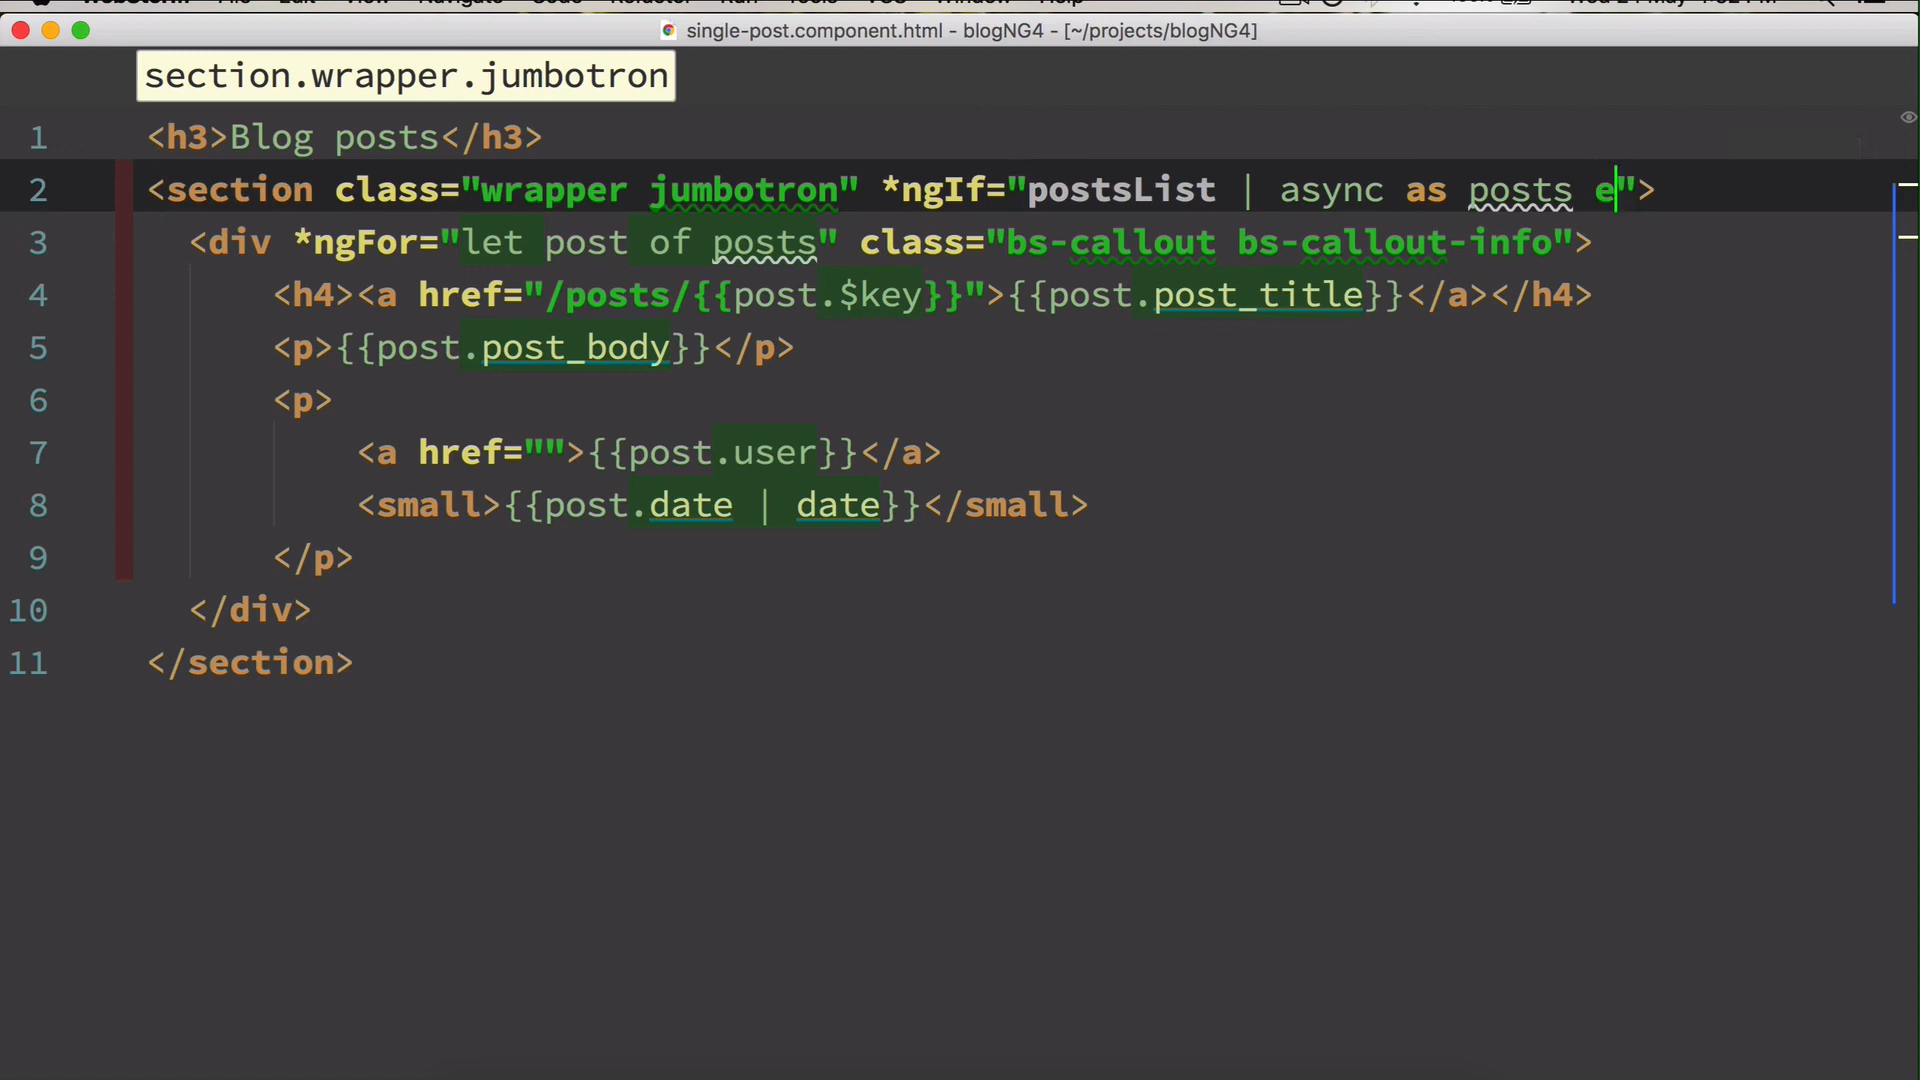 single-post.component.html - blogNG4 - [~/projects/blogNG4]
section.wrapper.jumbotron
1 <h3>Blog posts</h3>
2 <section class="wrapper jumbotron" *ngIf="postsList | async as posts e">
3 <div *ngFor="let post of posts" class="bs-callout bs-callout-info">
4 <h4><a href="/posts/{{post.$key}}">{{post.post_title}}</a></h4>
5 <p>{{post.post_body}}</p>
6 <p>
7 <a href="">{{post.user}}</a>
8 <small>{{post.date | date}}</small>
9 </p>
10 </div>
11 </section>